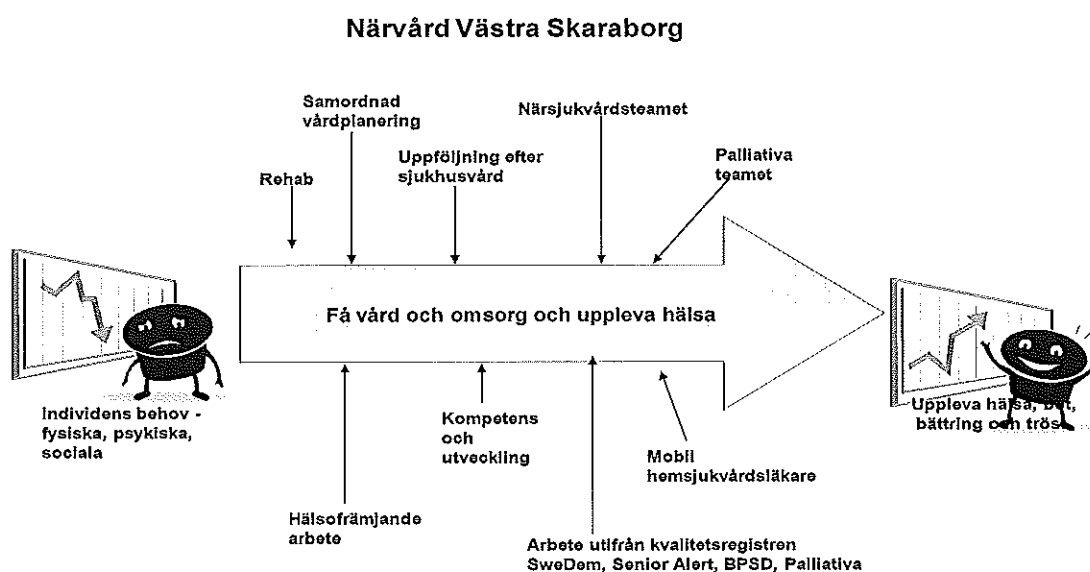 Närvård Västra Skaraborg
Samordnad
vårdplanering
Närsjukvårdsteamet
Uppföljning efter
sjukhusvård
Palliativa
teamet
Rehab
Få vård och omsorg och uppleva hälsa
Individens behov -
fysiska, psykiska,
sociala
Kompetens
och
utveckling
Mobil
hemsjukvårdsläkare
Uppleva hälsa,
bättring och
Hälsofrämjande
arbete
Arbete utifrån kvalitetsregistren
SweDem, Senior Alert, BPSD, Palliativa